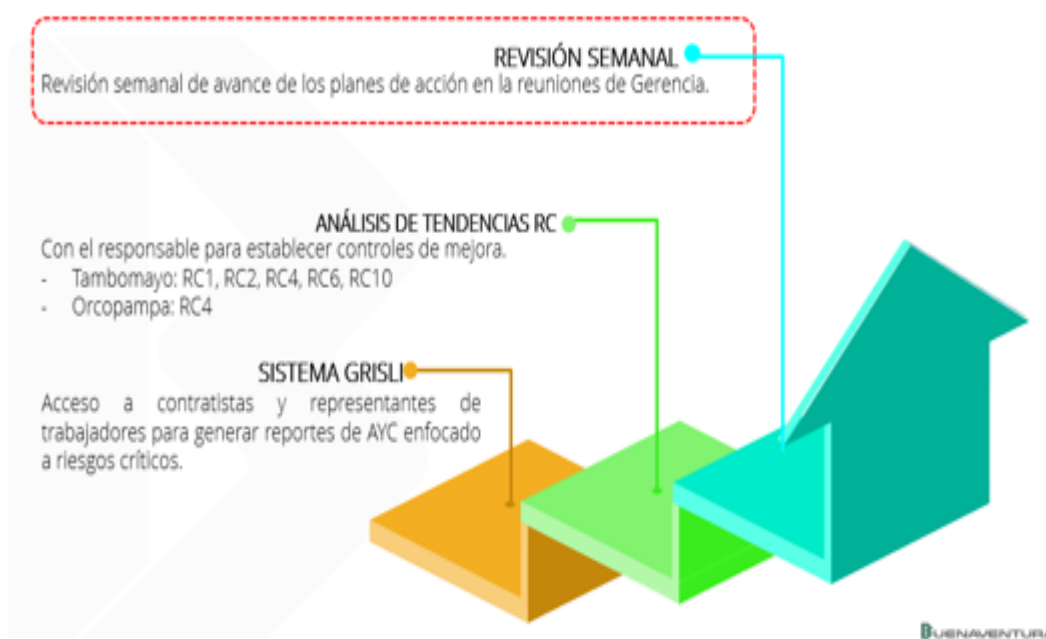 REVISIÓN SEMANAL
Revisión semanal de avance de los planes de acción en la reuniones de Gerencia.
ANÁLISIS DE TENDENCIAS RC
Con el responsable para establecer controles de mejora.
- Tambomayo: RC1, RC2, RC4, RC6, RC10
- Orcopampa: RC4
SISTEMA GRISLI
Acceso a contratistas y representantes de
trabajadores para generar reportes de AYC enfocado
a riesgos críticos.
BUENAVENTURA